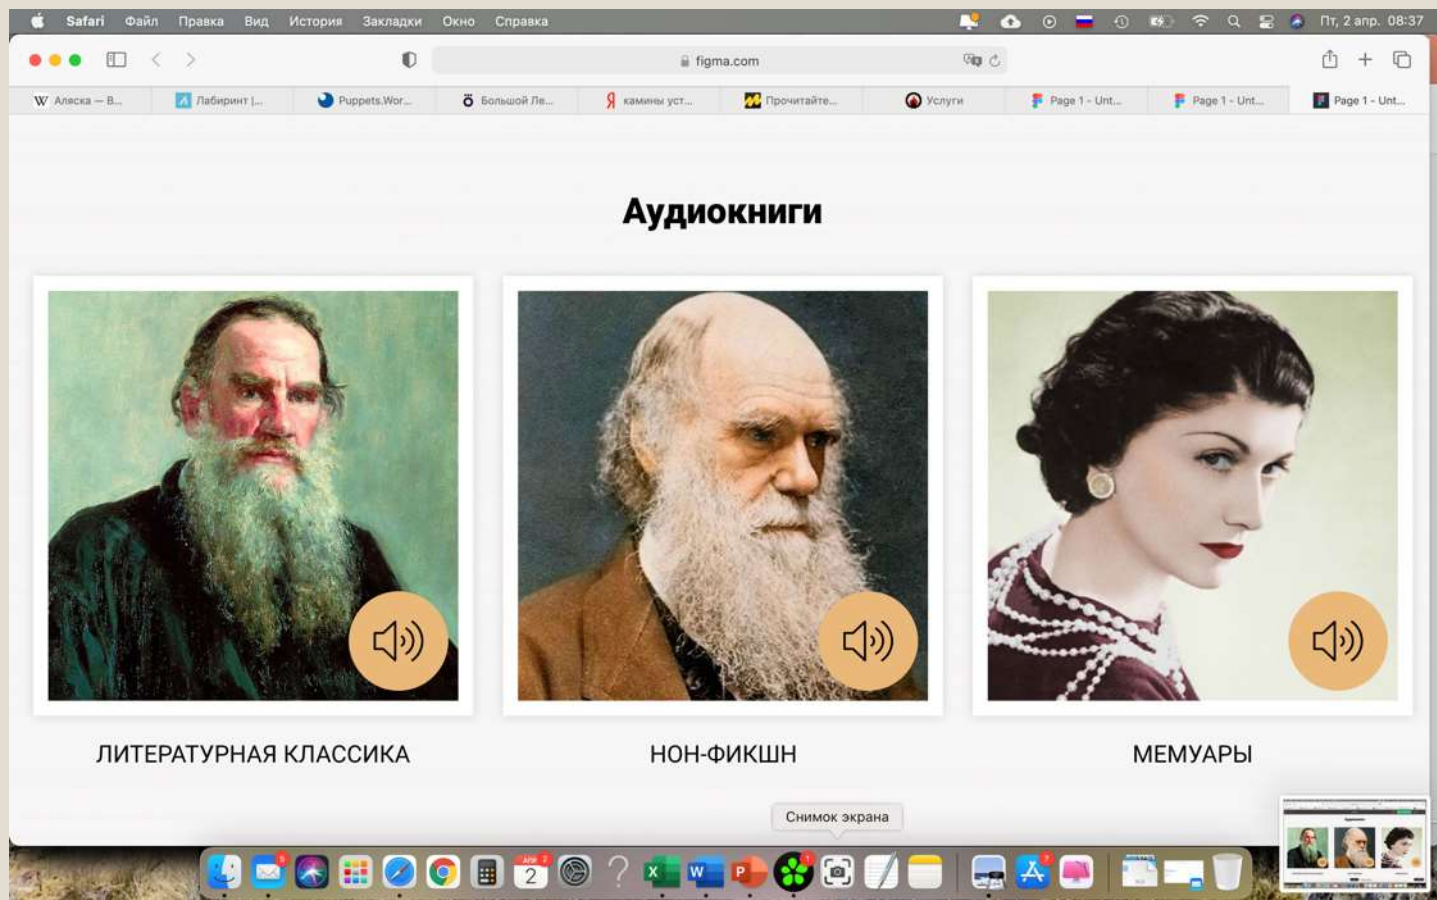 Safari Файл Правка Вид История Закладки Окно Справка Пт, 2 апр. 08:37
figma.com
W Аляска — В... Лабиринт |... Puppets.Wor... Большой Ле... Я камины уст... Прочитайте... Услуги Page 1 - Unt... Page 1 - Unt... Page 1 - Unt...
Аудиокниги
ЛИТЕРАТУРНАЯ КЛАССИКА НОН-ФИКШН МЕМУАРЫ
Снимок экрана